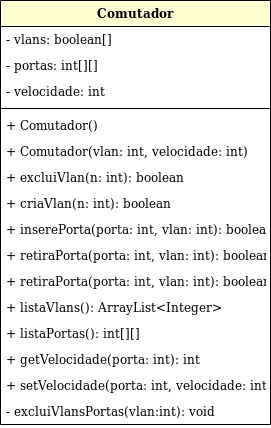 Comutador
- vlans: boolean[]
- portas: int[][]
- velocidade: int
+ Comutador()
+ Comutador(vlan: int, velocidade: int)
+ excluiVlan(n: int): boolean
+ criaVlan(n: int): boolean
+ inserePorta(porta: int, vlan: int): boolea
+ retiraPorta(porta: int, vlan: int): boolean
+ retiraPorta(porta: int, vlan: int): boolean
+ listaVlans(): ArrayList<Integer>
+ listaPortas(): int[][]
+ getVelocidade(porta: int): int
+ setVelocidade(porta: int, velocidade: int
- excluiVlansPortas(vlan:int): void